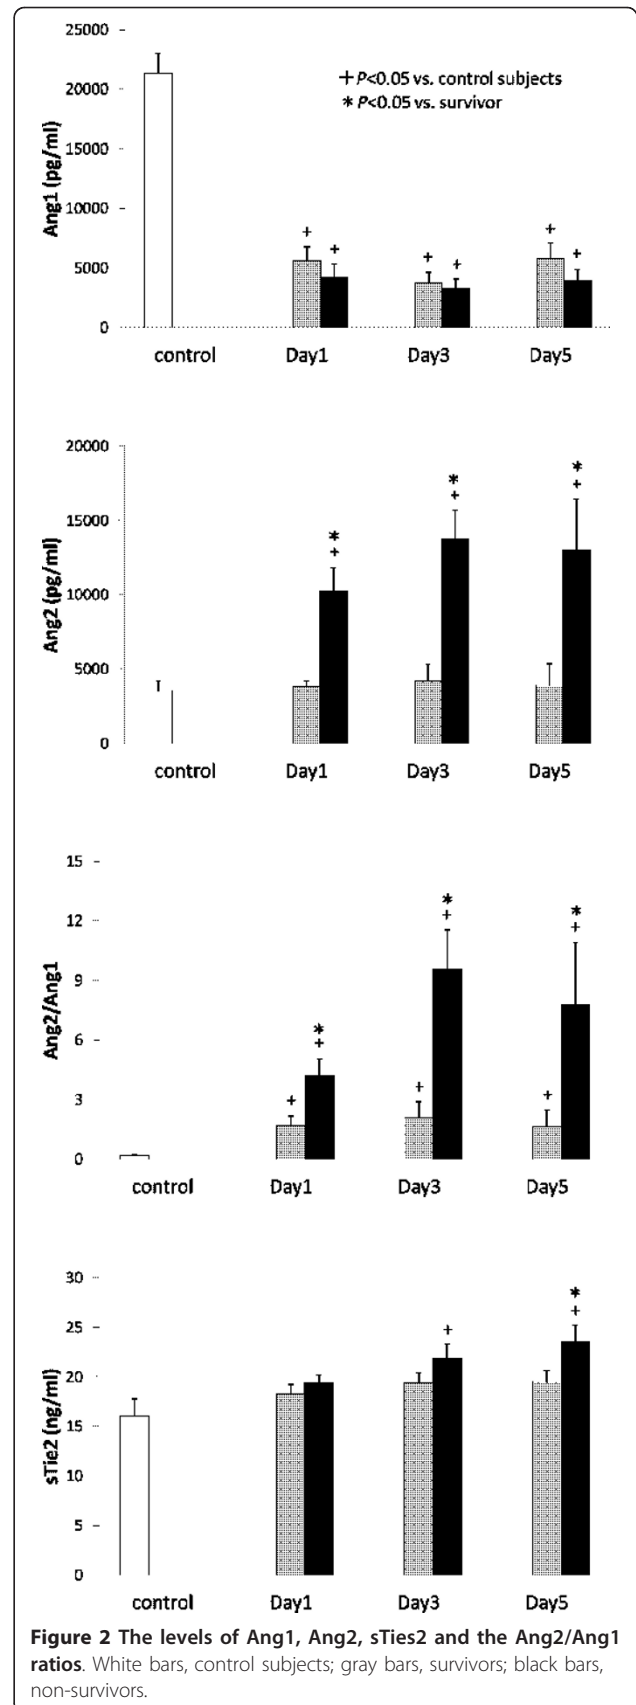 25000
20000
15000
10000
5000
0
Ang1 (pg/ml)
+ P<0.05 vs. control subjects
* P<0.05 vs. survivor
+ + + + + +
control Day1 Day3 Day5
20000
15000
10000
5000
0
Ang2 (pg/ml)
* * *
+ + +
control Day1 Day3 Day5
15
12
9
6
3
0
Ang2/Ang1
* * *
+ + + + + +
control Day1 Day3 Day5
30
25
20
15
10
5
0
sTie2 (ng/ml)
*
+ +
control Day1 Day3 Day5
Figure 2 The levels of Ang1, Ang2, sTies2 and the Ang2/Ang1
ratios. White bars, control subjects; gray bars, survivors; black bars,
non-survivors.